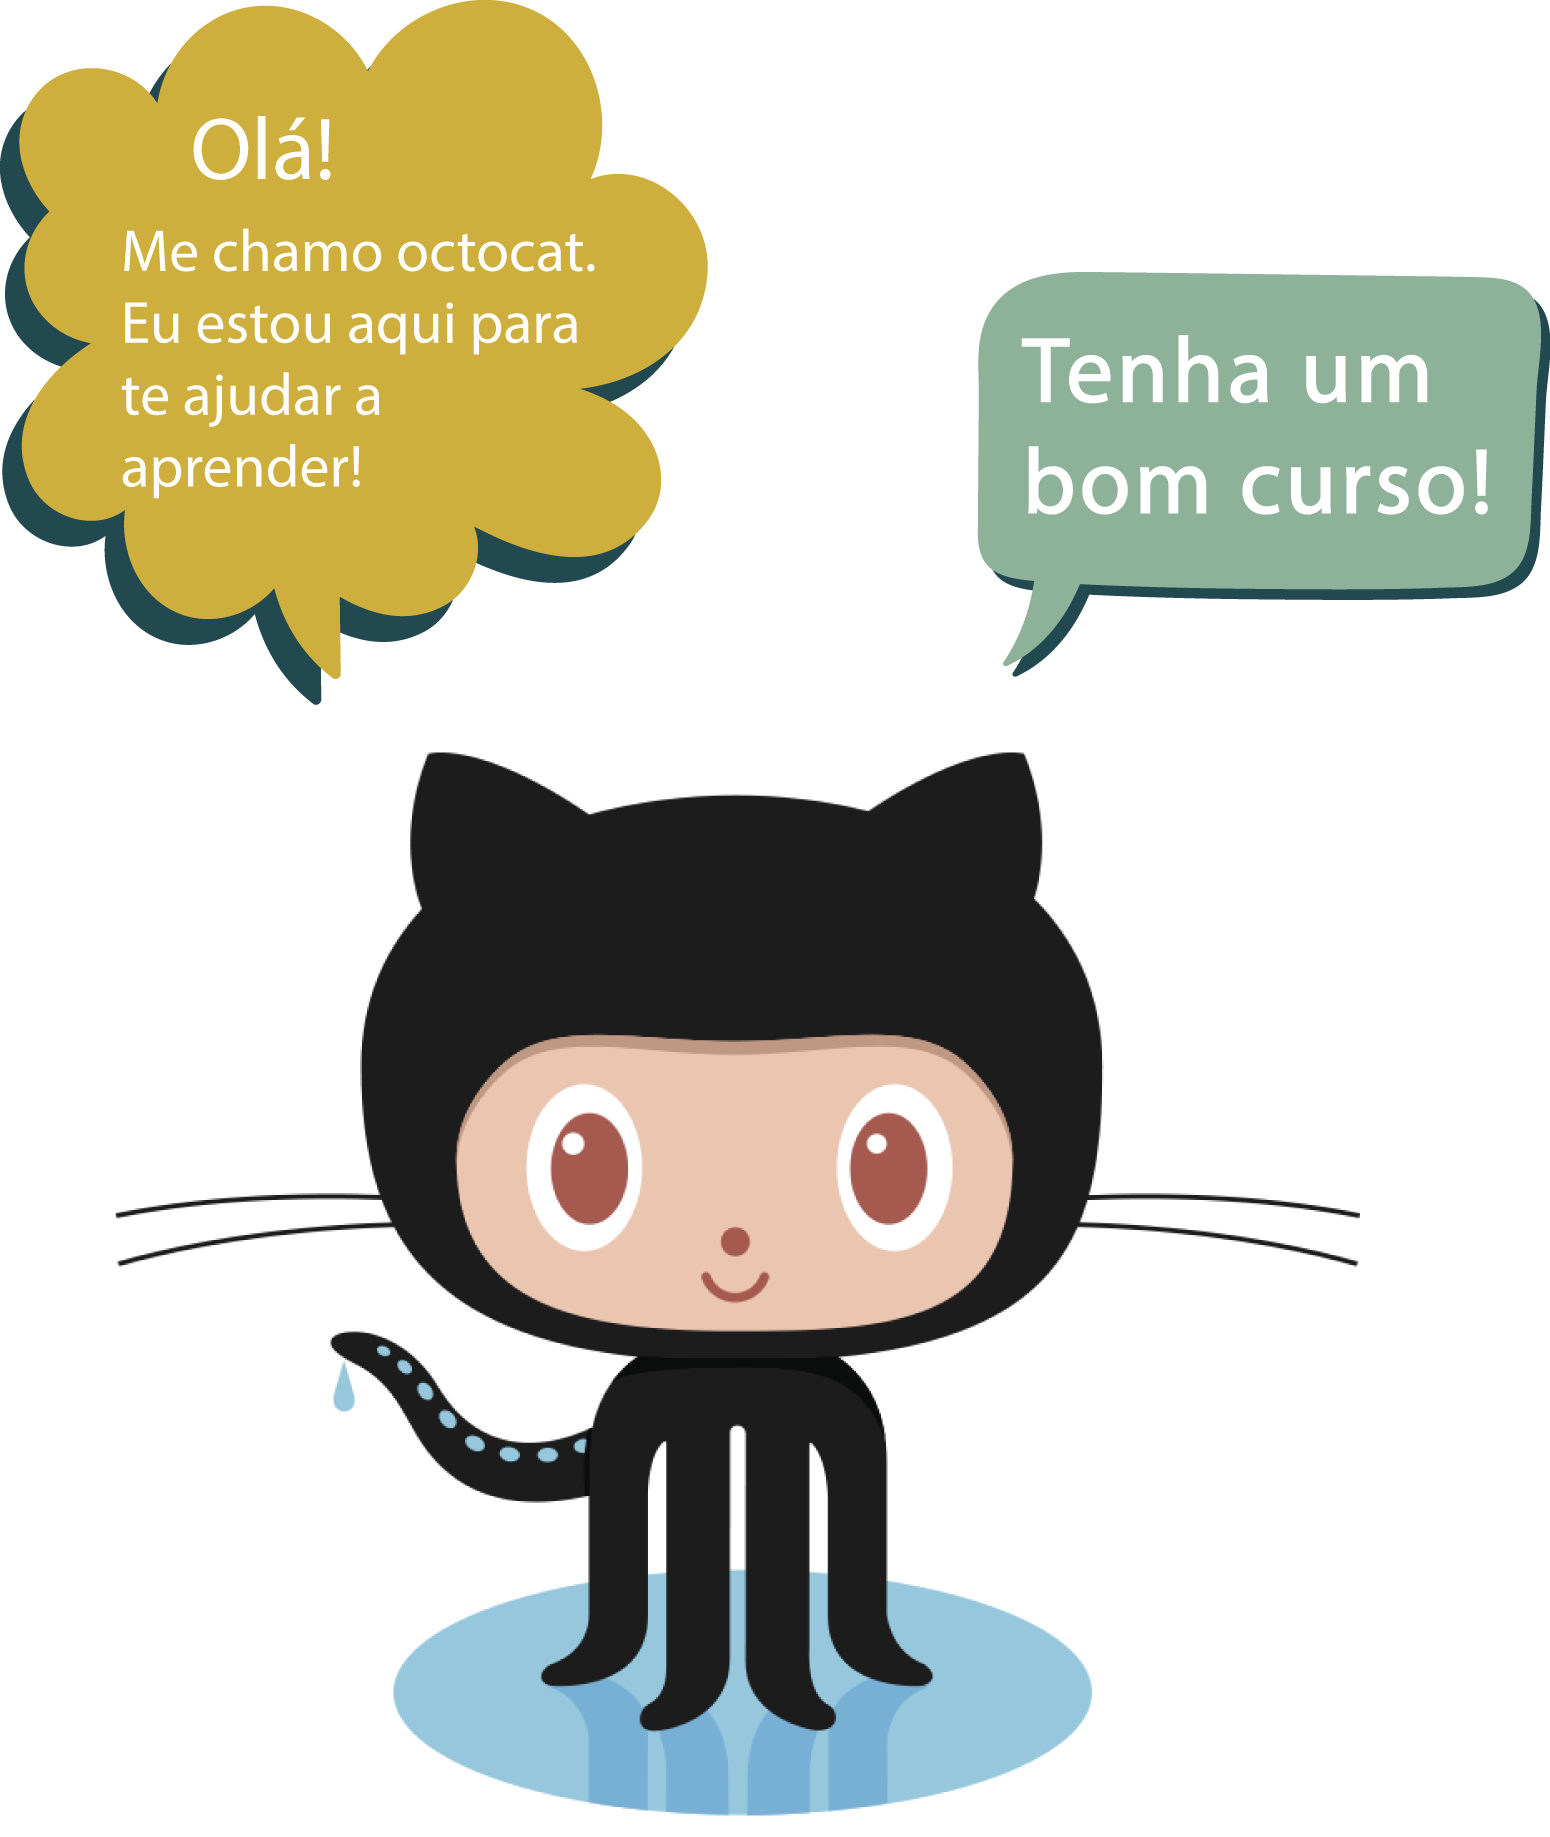 Olá!
Me chamo octocat.
Eu estou aqui para
te ajudar a
aprender!
Tenha um
bom curso!